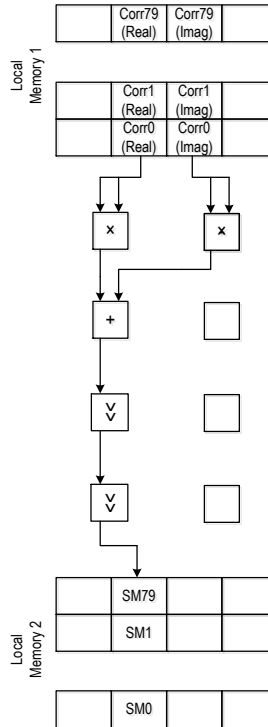 Corr79 Corr79
(Real) (Imag)
Local
Memory 1
Corr1 Corr1
(Real) (Imag)
Corr0 Corr0
(Real) (Imag)
× ×
+
>>
>>
SM79
SM1
Local
Memory 2
SM0